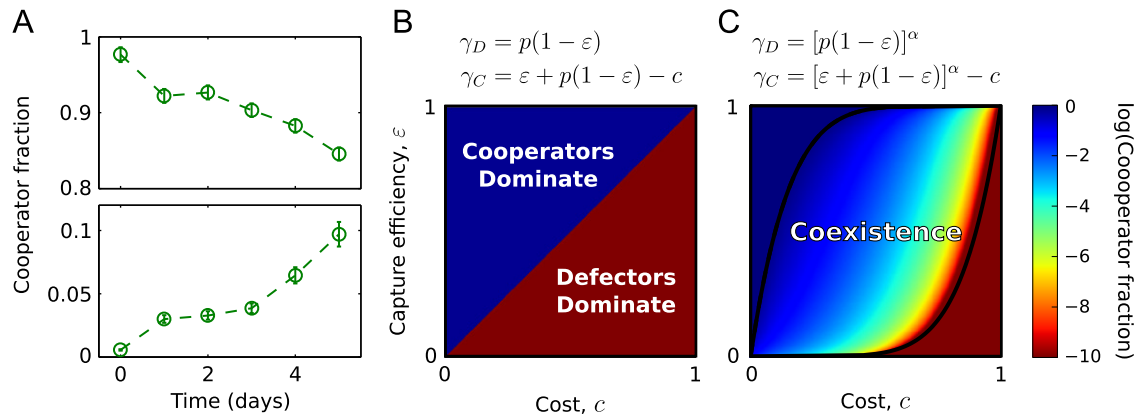 A
B
C
γ_D = p(1 − ε)
γ_C = ε + p(1 − ε) − c
γ_D = [p(1 − ε)]^α
γ_C = [ε + p(1 − ε)]^α − c
Cooperator fraction
1
0.9
0.8
0.1
0.05
0
0
2
4
Time (days)
Capture efficiency, ε
1
0
Cooperators
Dominate
Defectors
Dominate
0
1
Cost, c
1
0
Coexistence
0
1
Cost, c
0
−2
−4
−6
−8
−10
log(Coooperator fraction)